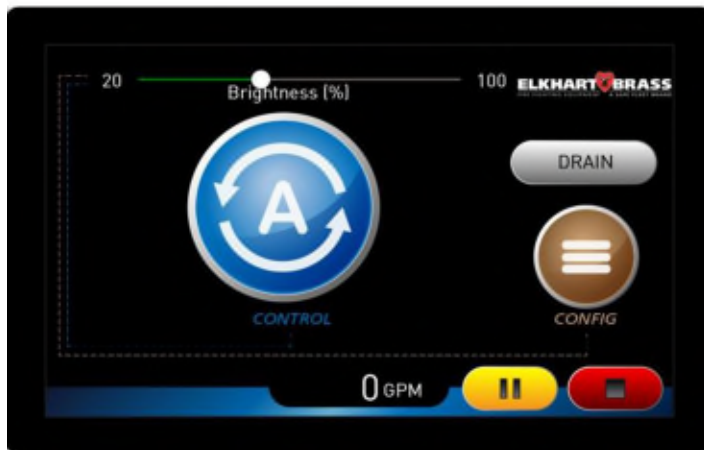 20
100
Brightness (%)
ELKHART BRASS
DRAIN
A
CONTROL
CONFIG
0 GPM